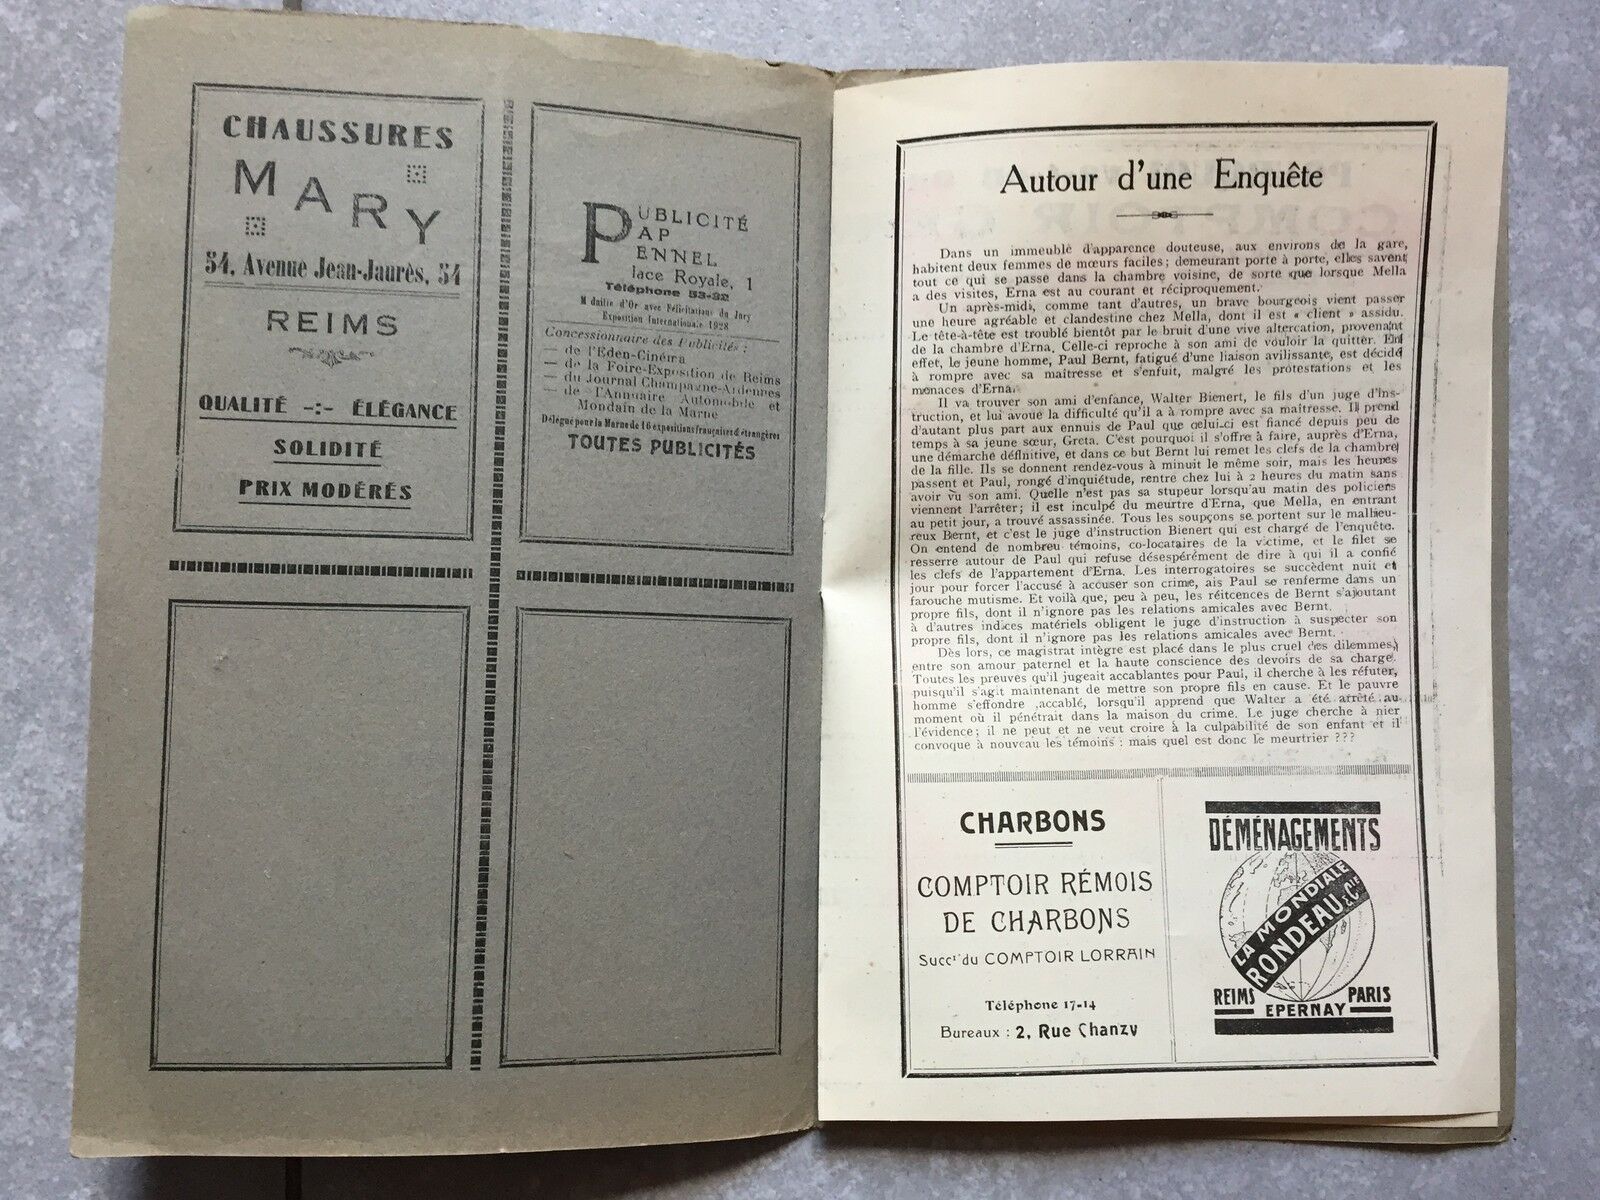 CHAUSSURES
MARY
54, Avenue Jean-Jaurès, 54
REIMS
QUALITÉ -:- ÉLÉGANCE
SOLIDITÉ
PRIX MODÉRÉS
PUBLICITÉ
PAP
PENNEL
Place Royale, 1
Téléphone 53-32
M daille d'Or avec Félicitations du Jury
Exposition Internationale 1928
Concessionnaire des Publicités :
— de l'Eden-Cinéma
— de la Foire-Exposition de Reims
— du Journal Champagne-Ardennes
— de l'Annuaire Automobile et
Mondain de la Marne
Délégué pour la Marne de 16 expositions françaises & étrangères
TOUTES PUBLICITÉS
Autour d'une Enquête
Dans un immeuble d'apparence douteuse, aux environs de la gare,
habitent deux femmes de mœurs faciles ; demeurant porte à porte, elles savent
tout ce qui se passe dans la chambre voisine, de sorte que lorsque Mella
a des visites, Erna est au courant et réciproquement.
Un après-midi, comme tant d'autres, un brave bourgeois vient passer
une heure agréable et clandestine chez Mella, dont il est « client » assidu.
Le tête-à-tête est troublé bientôt par le bruit d'une vive altercation, provenant
de la chambre d'Erna. Celle-ci reproche à son ami de vouloir la quitter. En
effet, le jeune homme, Paul Bernt, fatigué d'une liaison avilissante, est décidé
à rompre avec sa maîtresse et s'enfuit, malgré les protestations et les
menaces d'Erna.
Il va trouver son ami d'enfance, Walter Bienert, le fils d'un juge d'ins-
truction, et lui avoue la difficulté qu'il a à rompre avec sa maîtresse. Il prend
d'autant plus part aux ennuis de Paul que celui-ci est fiancé depuis peu de
temps à sa jeune sœur, Greta. C'est pourquoi il s'offre à faire, auprès d'Erna,
une démarche définitive, et dans ce but Bernt lui remet les clefs de la chambre
de la fille. Ils se donnent rendez-vous à minuit le même soir, mais les heures
passent et Paul, rongé d'inquiétude, rentre chez lui à 2 heures du matin sans
avoir vu son ami. Quelle n'est pas sa stupeur lorsqu'au matin des policiers
viennent l'arrêter ; il est inculpé du meurtre d'Erna, que Mella, en entrant
au petit jour, a trouvé assassinée. Tous les soupçons se portent sur le malheu-
reux Bernt, et c'est le juge d'instruction Bienert qui est chargé de l'enquête.
On entend de nombreu témoins, co-locataires de la victime, et le filet se
resserre autour de Paul qui refuse désespérément de dire à qui il a confié
les clefs de l'appartement d'Erna. Les interrogatoires se succèdent nuit et
jour pour forcer l'accusé à accuser son crime, ais Paul se renferme dans un
farouche mutisme. Et voilà que, peu à peu, les réitcences de Bernt s'ajoutant
propre fils, dont il n'ignore pas les relations amicales avec Bernt.
à d'autres indices matériels obligent le juge d'instruction à suspecter son
propre fils, dont il n'ignore pas les relations amicales avec Bernt.
Dès lors, ce magistrat intègre est placé dans le plus cruel des dilemmes,
entre son amour paternel et la haute conscience des devoirs de sa charge.
Toutes les preuves qu'il jugeait accablantes pour Paul, il cherche à les réfuter,
puisqu'il s'agit maintenant de mettre son propre fils en cause. Et le pauvre
homme s'effondre accablé, lorsqu'il apprend que Walter a été arrêté au
moment où il pénétrait dans la maison du crime. Le juge cherche à nier
l'évidence ; il ne peut et ne veut croire à la culpabilité de son enfant et il
convoque à nouveau les témoins : mais quel est donc le meurtrier ???
CHARBONS
COMPTOIR RÉMOIS
DE CHARBONS
Succr du COMPTOIR LORRAIN
Téléphone 17-14
Bureaux : 2, Rue Chanzy
DÉMÉNAGEMENTS
LA MONDIALE
RONDEAU & Cie
REIMS PARIS
EPERNAY